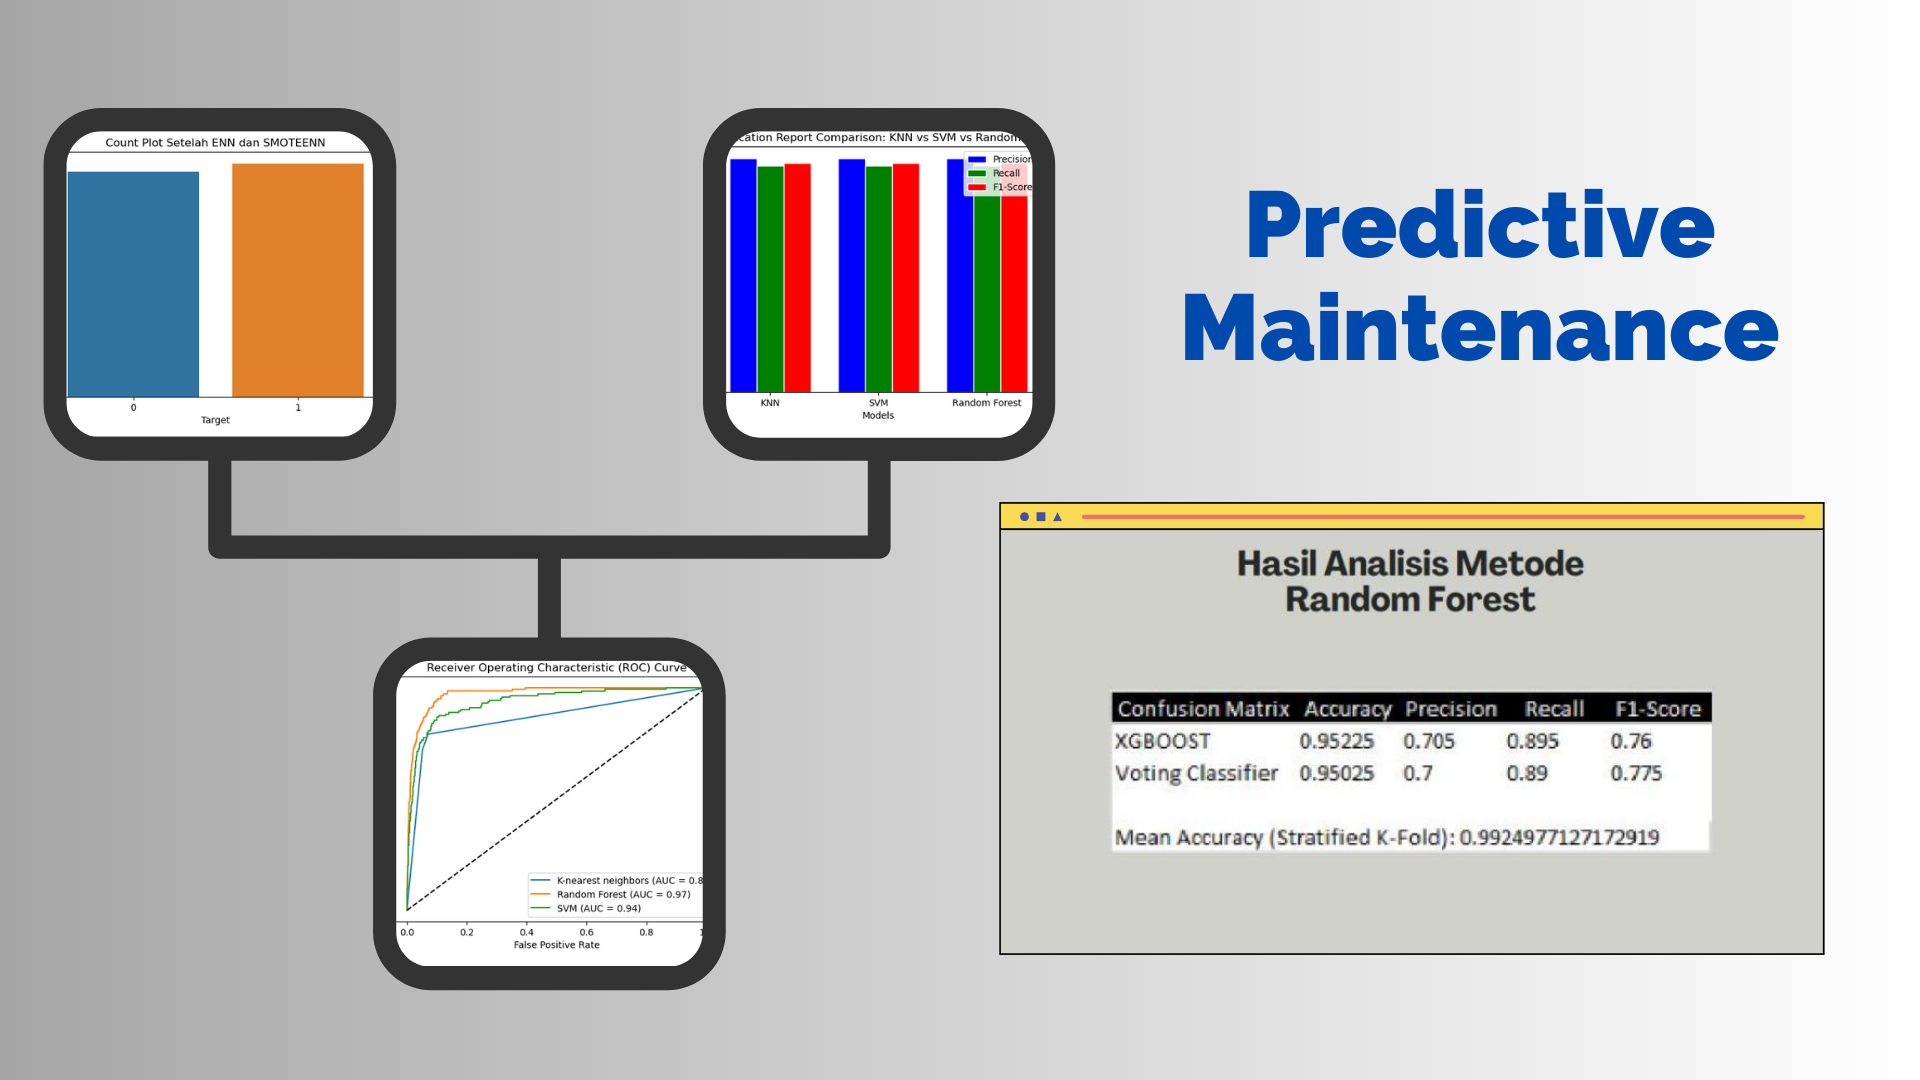 Count Plot Setelah ENN dan SMOTEENN
0 1
Target
Report Comparison: KNN vs SVM vs Random
Precision
Recall
F1-Score
KNN SVM Random Forest
Models
Predictive
Maintenance
Receiver Operating Characteristic (ROC) Curve
K-nearest neighbors (AUC = 0.8
Random Forest (AUC = 0.97)
SVM (AUC = 0.94)
0.0 0.2 0.4 0.6 0.8
False Positive Rate
Hasil Analisis Metode
Random Forest
Confusion Matrix Accuracy Precision Recall F1-Score
XGBOOST 0.95225 0.705 0.895 0.76
Voting Classifier 0.95025 0.7 0.89 0.775
Mean Accuracy (Stratified K-Fold): 0.9924977127172919